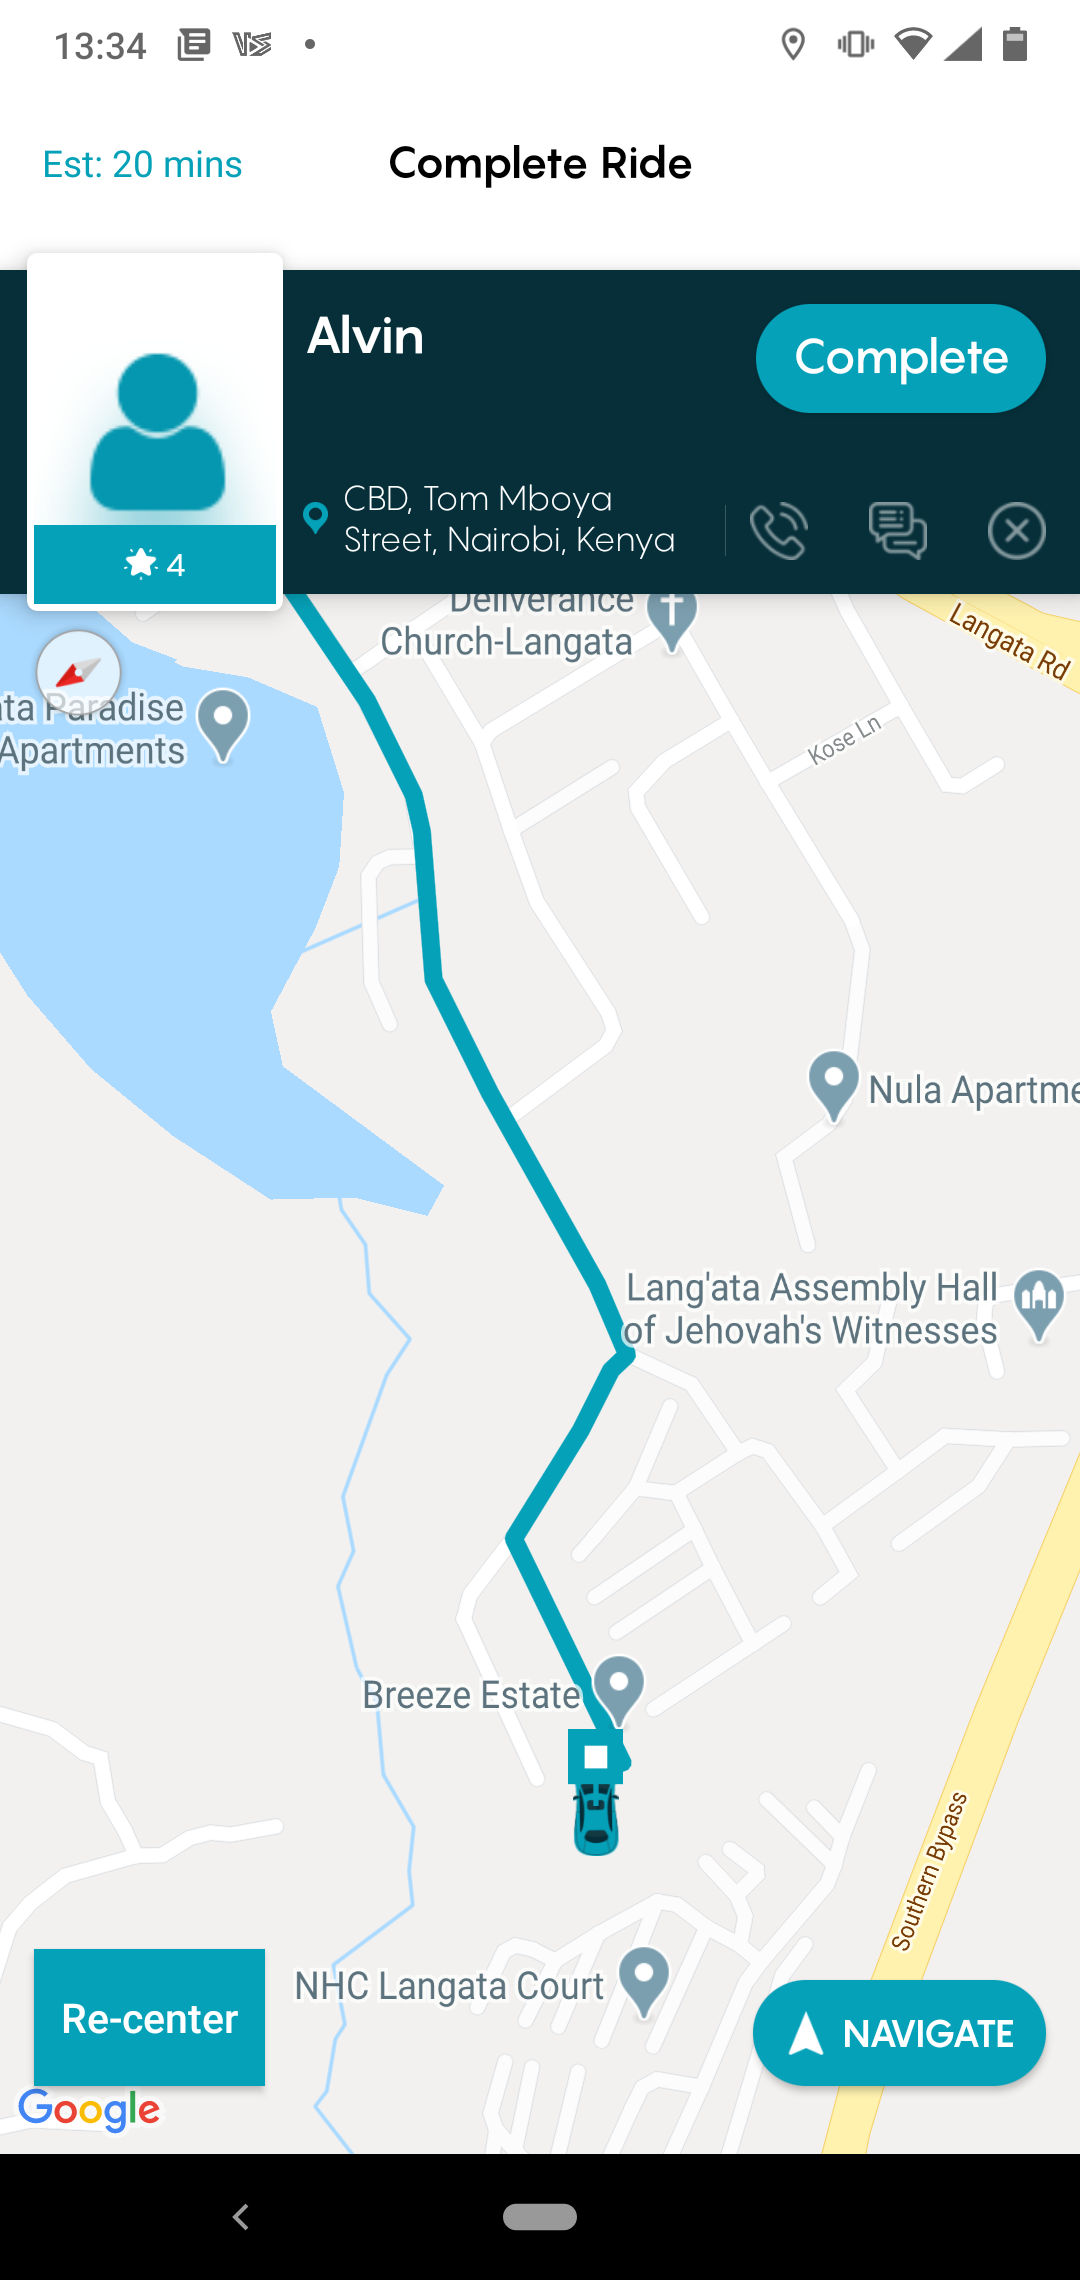 13:34
Est: 20 mins
Complete Ride
Alvin
Complete
CBD, Tom Mboya
Street, Nairobi, Kenya
4
Deliverance
Church-Langata
Langata Rd
ata Paradise
Apartments
Kose Ln
Nula Apartme
Lang'ata Assembly Hall
of Jehovah's Witnesses
Breeze Estate
Southern Bypass
NHC Langata Court
Re-center
NAVIGATE
Google